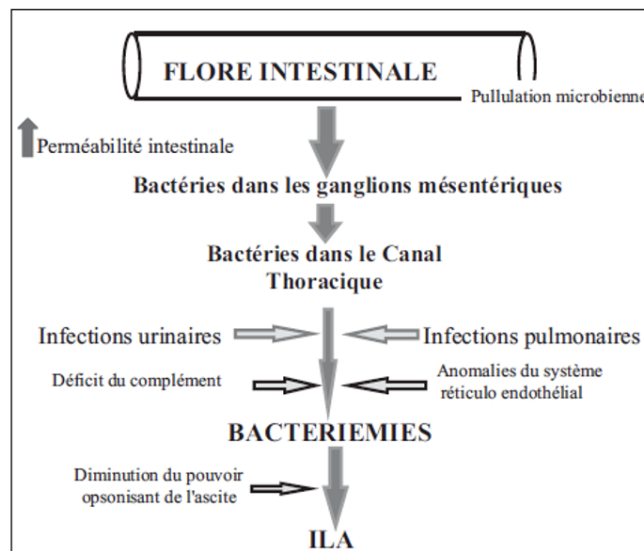 FLORE INTESTINALE
Pullulation microbienne
Perméabilité intestinale
Bactéries dans les ganglions mésentériques
Bactéries dans le Canal
Thoracique
Infections urinaires
Infections pulmonaires
Déficit du complément
Anomalies du système
réticulo endothélial
BACTERIEMIES
Diminution du pouvoir
opsonisant de l'ascite
ILA